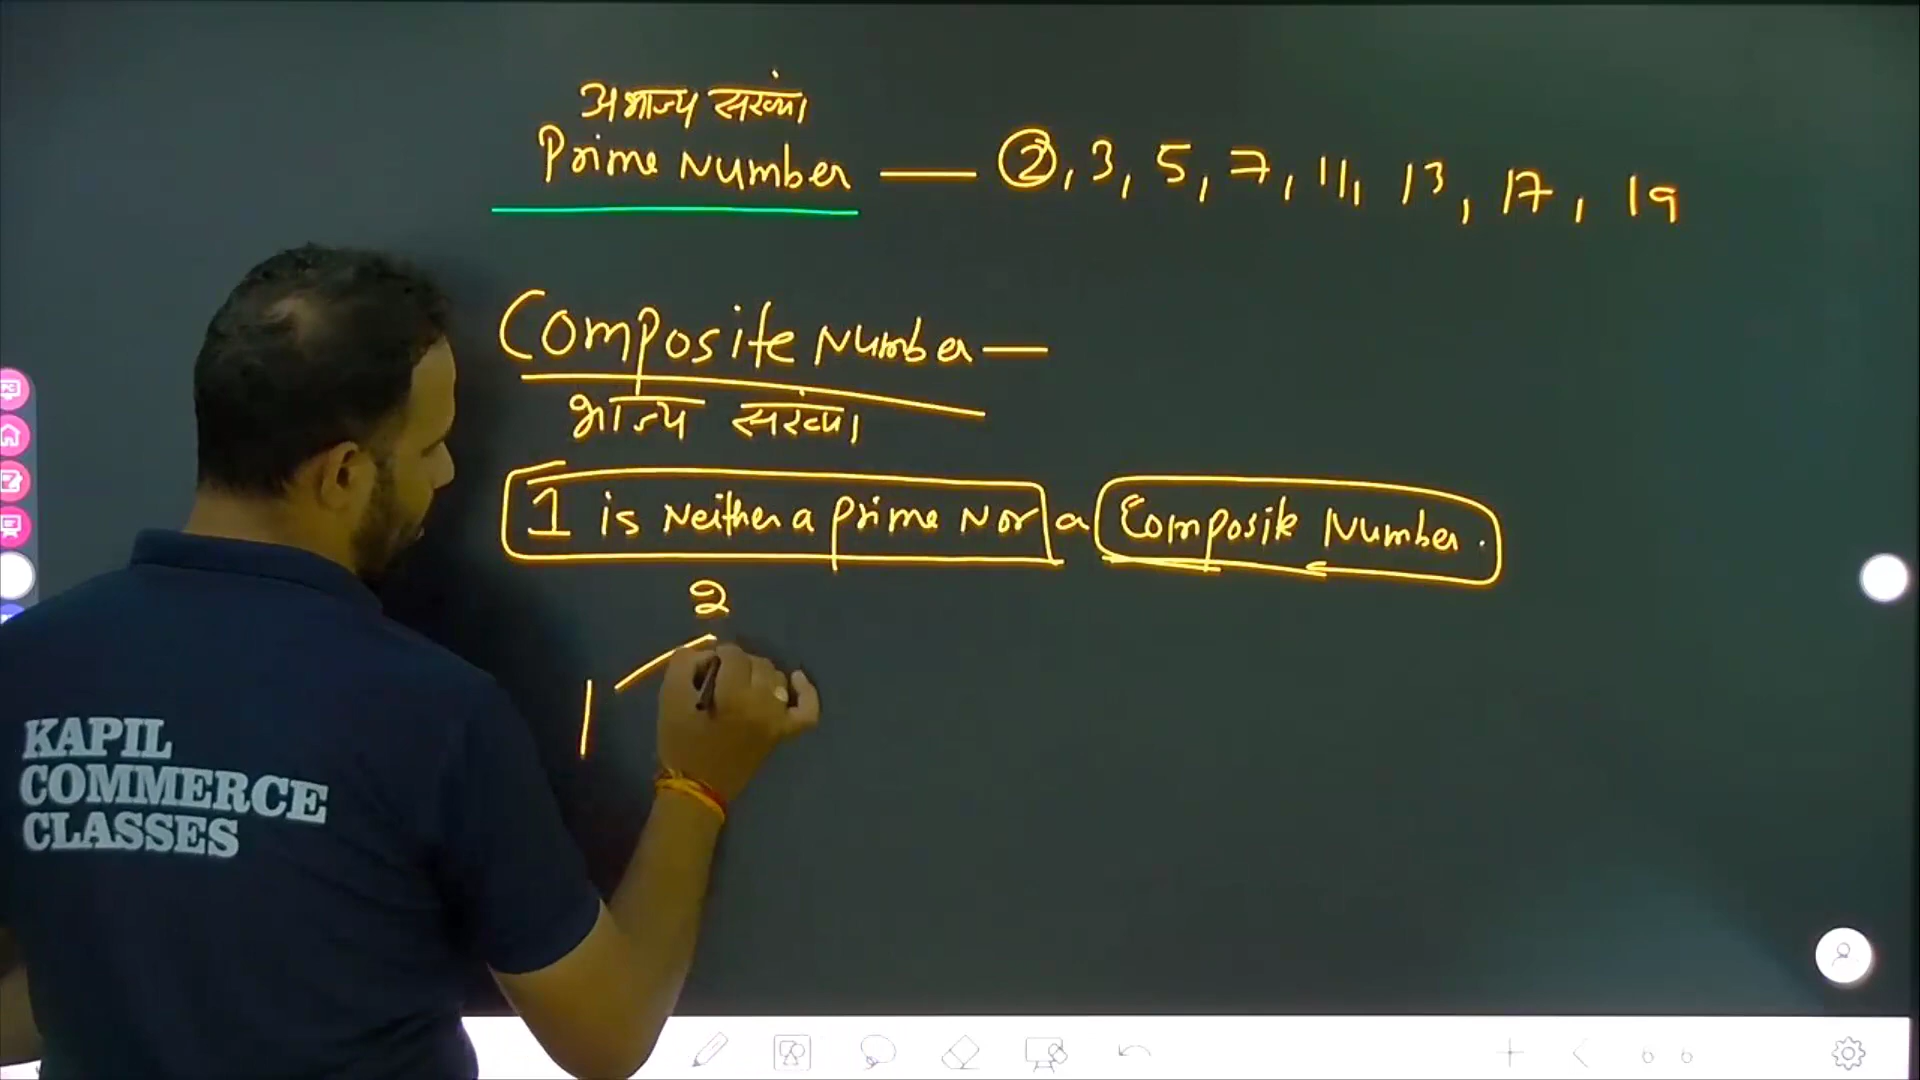 अभाज्य संख्या
Prime Number — 2, 3, 5, 7, 11, 13, 17, 19
Composite Number —
भाज्य संख्या
1 is Neither a prime Nor a Composite Number.
2
1
KAPIL
COMMERCE
CLASSES